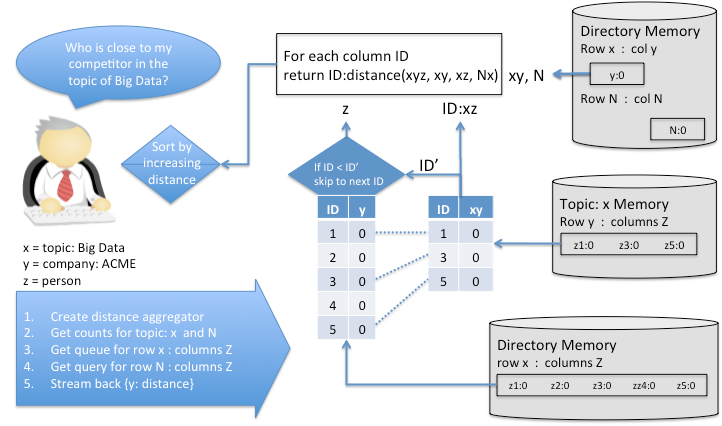 Who is close to my
competitor in the
topic of Big Data?
For each column ID
return ID:distance(xyz, xy, xz, Nx)
xy, N
Directory Memory
Row x : col y
y:0
Row N : col N
N:0
Sort by
increasing
distance
z
ID:xz
If ID < ID’
skip to next ID
ID’
ID y
1 0
2 0
3 0
4 0
5 0
ID xy
1 0
3 0
5 0
Topic: x Memory
Row y : columns Z
z1:0 z3:0 z5:0
x = topic: Big Data
y = company: ACME
z = person
1. Create distance aggregator
2. Get counts for topic: x and N
3. Get queue for row x : columns Z
4. Get query for row N : columns Z
5. Stream back {y: distance}
Directory Memory
row x : columns Z
z1:0 z2:0 z3:0 zz4:0 z5:0